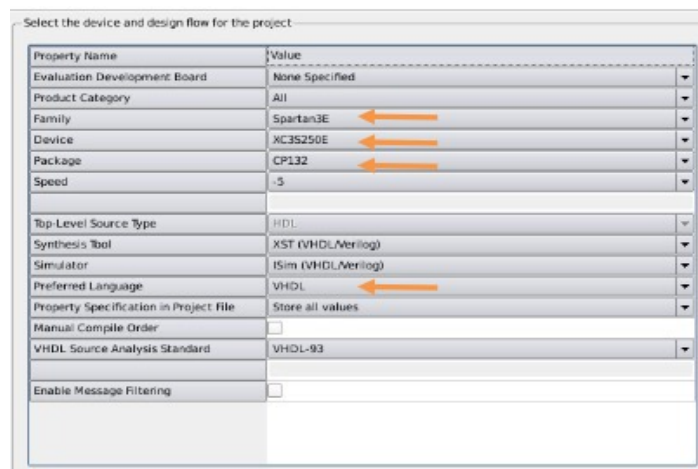 Select the device and design flow for the project
Property Name Value
Evaluation Development Board None Specified
Product Category All
Family Spartan3E
Device XC3S250E
Package CP132
Speed -5
Top-Level Source Type HDL
Synthesis Tool XST (VHDL/Verilog)
Simulator ISim (VHDL/Verilog)
Preferred Language VHDL
Property Specification in Project File Store all values
Manual Compile Order
VHDL Source Analysis Standard VHDL-93
Enable Message Filtering